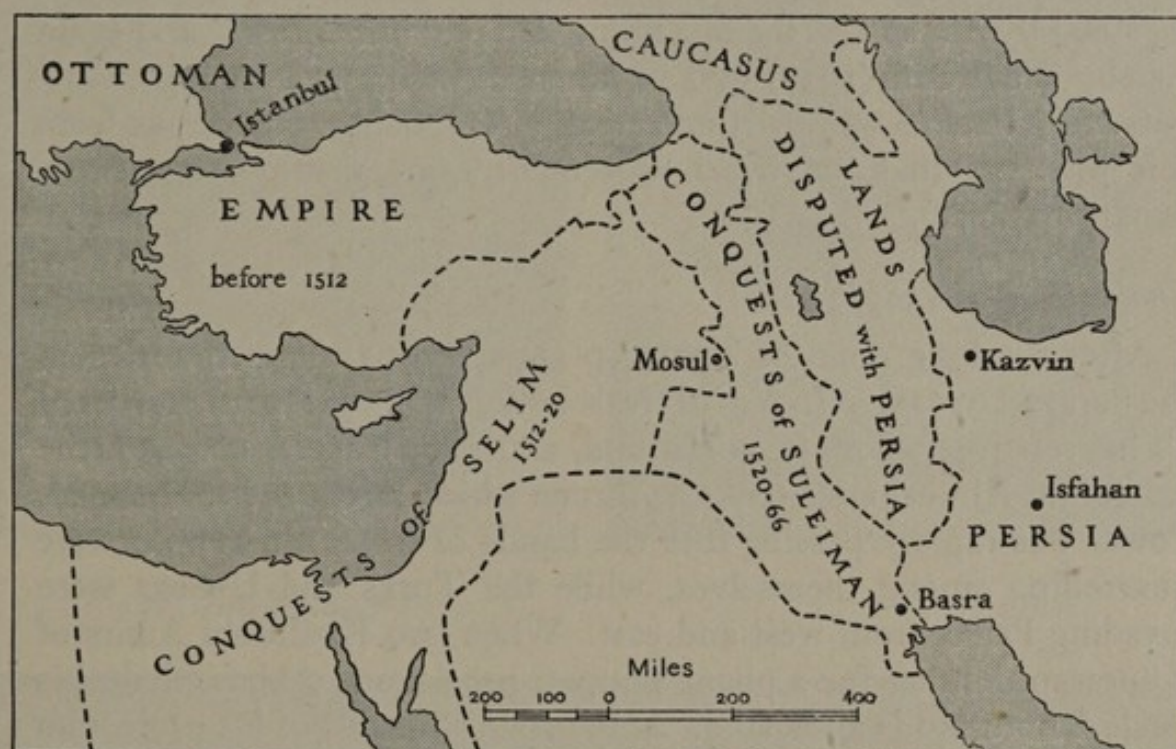 OTTOMAN
Istanbul
CAUCASUS
EMPIRE
before 1512
LANDS
DISPUTED with PERSIA
CONQUESTS of SULEIMAN
1520-66
Mosul
Kazvin
CONQUESTS OF SELIM
1512-20
Isfahan
PERSIA
Basra
Miles
200 100 0 200 400